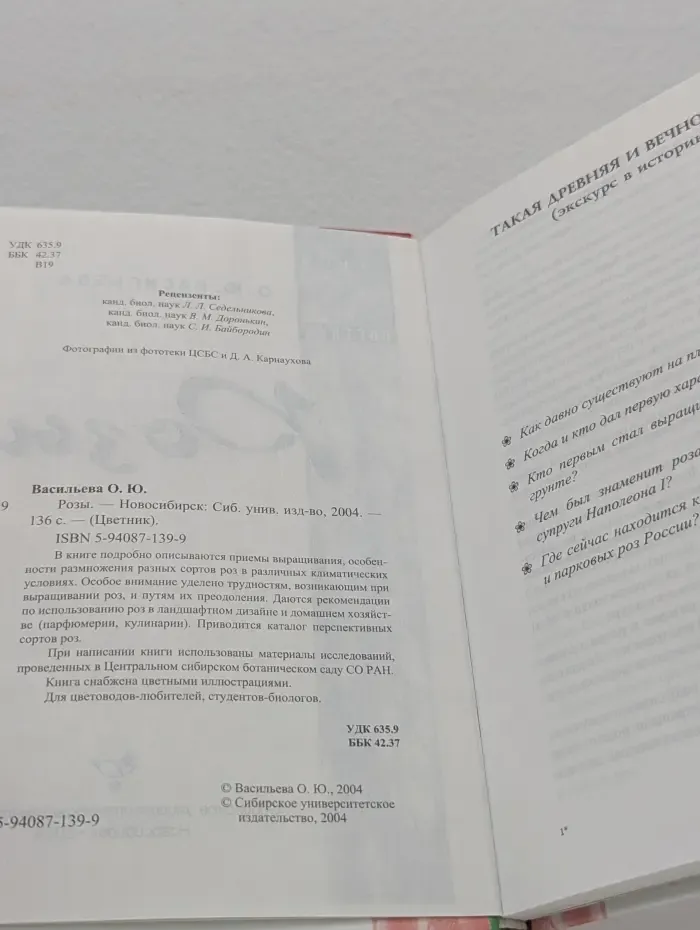 УДК 635.9
ББК 42.37
В19
Рецензенты:
канд. биол. наук Л. Л. Седельникова,
канд. биол. наук В. М. Доронькин,
канд. биол. наук С. И. Байбородин
Фотографии из фототеки ЦСБС и Д. А. Карнаухова
Васильева О. Ю.
9 Розы. — Новосибирск: Сиб. унив. изд-во, 2004. —
136 с. — (Цветник).
ISBN 5-94087-139-9
В книге подробно описываются приемы выращивания, особен-
ности размножения разных сортов роз в различных климатических
условиях. Особое внимание уделено трудностям, возникающим при
выращивании роз, и путям их преодоления. Даются рекомендации
по использованию роз в ландшафтном дизайне и домашнем хозяйст-
ве (парфюмерии, кулинарии). Приводится каталог перспективных
сортов роз.
При написании книги использованы материалы исследований,
проведенных в Центральном сибирском ботаническом саду СО РАН.
Книга снабжена цветными иллюстрациями.
Для цветоводов-любителей, студентов-биологов.
УДК 635.9
ББК 42.37
© Васильева О. Ю., 2004
© Сибирское университетское
издательство, 2004
5-94087-139-9
ТАКАЯ ДРЕВНЯЯ И ВЕЧНО
(экскурс в истори
Как давно существуют на пл
Когда и кто дал первую хара
Кто первым стал выращи
грунте?
Чем был знаменит роза
супруги Наполеона I?
Где сейчас находится к
и парковых роз России?
1*